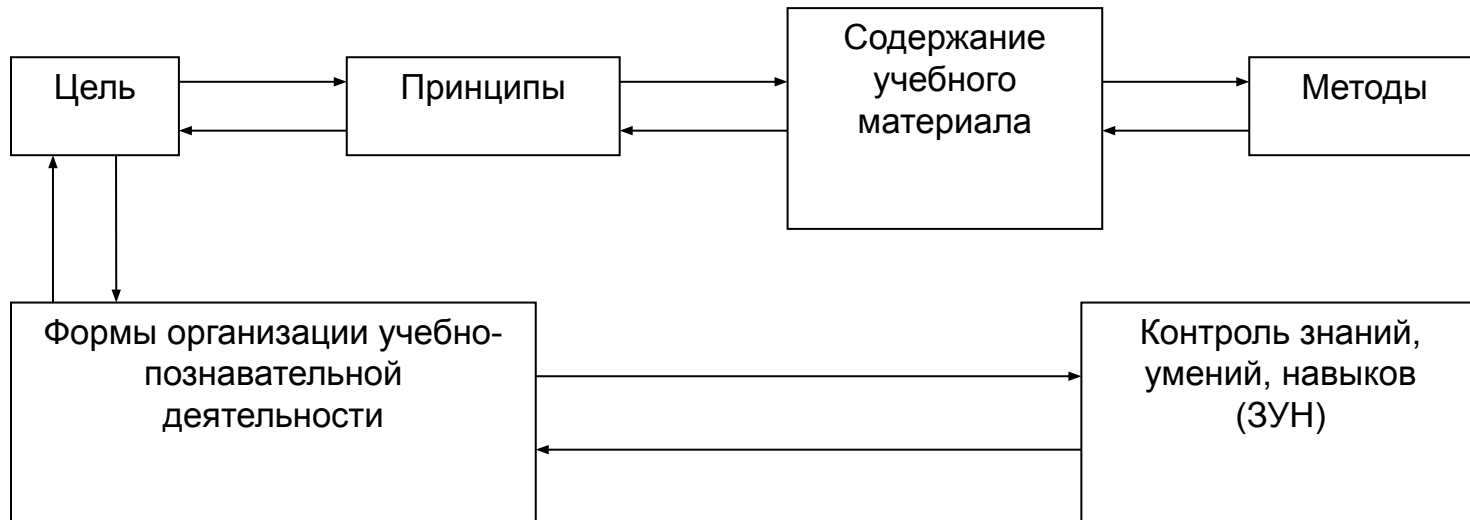 Цель
Принципы
Содержание
учебного
материала
Методы
Формы организации учебно-
познавательной
деятельности
Контроль знаний,
умений, навыков
(ЗУН)